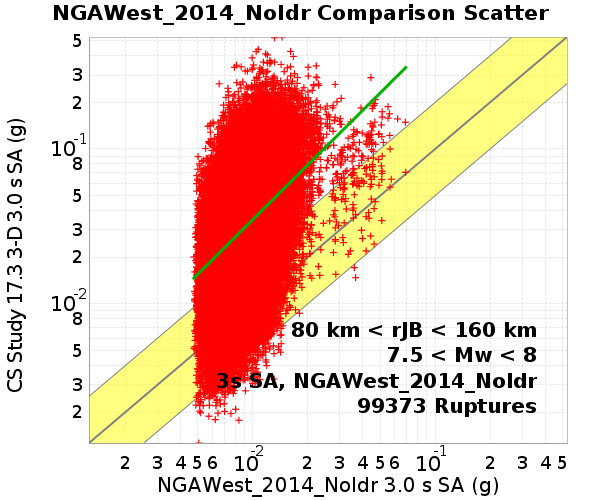 NGAWest_2014_NoIdr Comparison Scatter
CS Study 17.3 3-D 3.0 s SA (g)
5
3
2
10-1
8
5
3
2
10-2
8
5
3
2
80 km < rJB < 160 km
7.5 < Mw < 8
3s SA, NGAWest_2014_NoIdr
99373 Ruptures
2 3 4 5 6 10-2 2 3 4 5 6 10-1 2 3 4 5
NGAWest_2014_NoIdr 3.0 s SA (g)